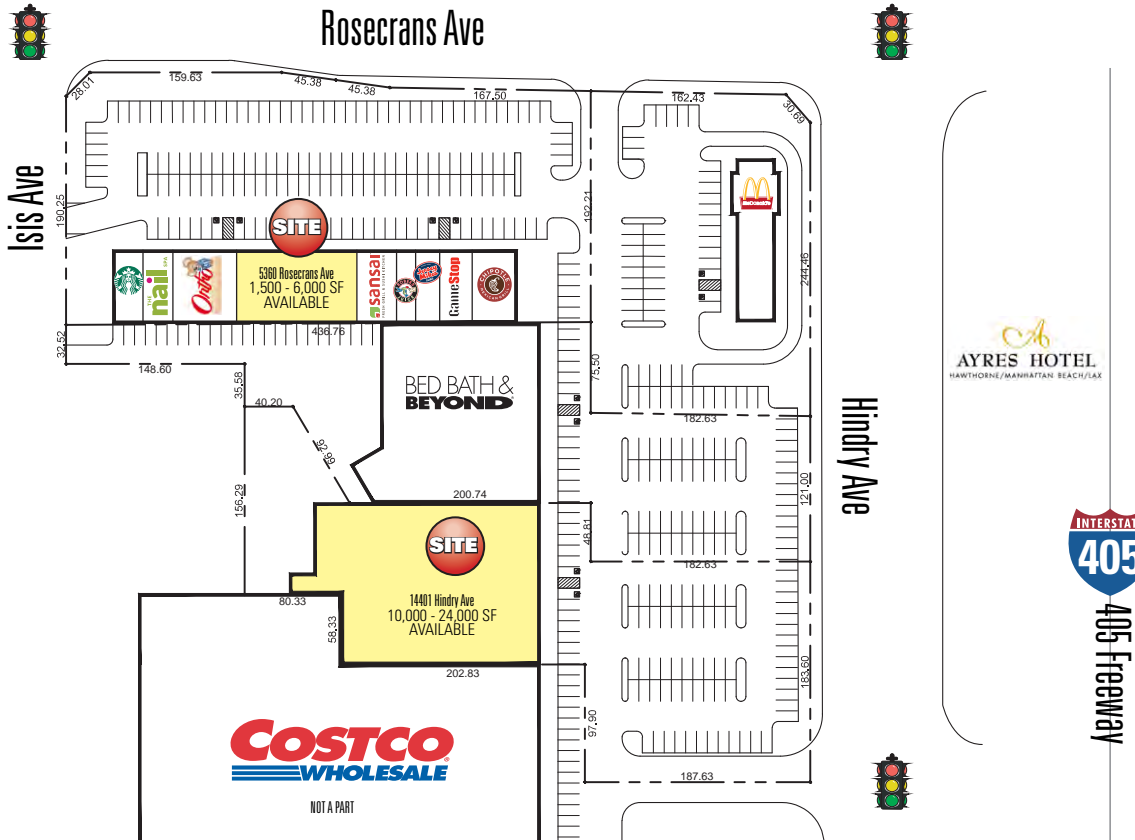 Rosecrans Ave
Isis Ave
Hindry Ave
28.01
159.63
45.38
45.38
167.50
162.43
30.69
190.25
192.21
244.46
SITE
THE nail SPA
Ortho
5360 Rosecrans Ave
1,500 - 6,000 SF
AVAILABLE
sansai
GameStop
CHIPOTLE
32.52
436.76
148.60
35.58
75.50
40.20
BED BATH &
BEYOND
182.63
92.99
156.29
200.74
121.00
48.81
182.63
SITE
14401 Hindry Ave
10,000 - 24,000 SF
AVAILABLE
80.33
58.33
202.83
183.60
97.90
187.63
COSTCO
WHOLESALE
NOT A PART
AYRES HOTEL
HAWTHORNE/MANHATTAN BEACH/LAX
INTERSTAT
405
405 Freeway